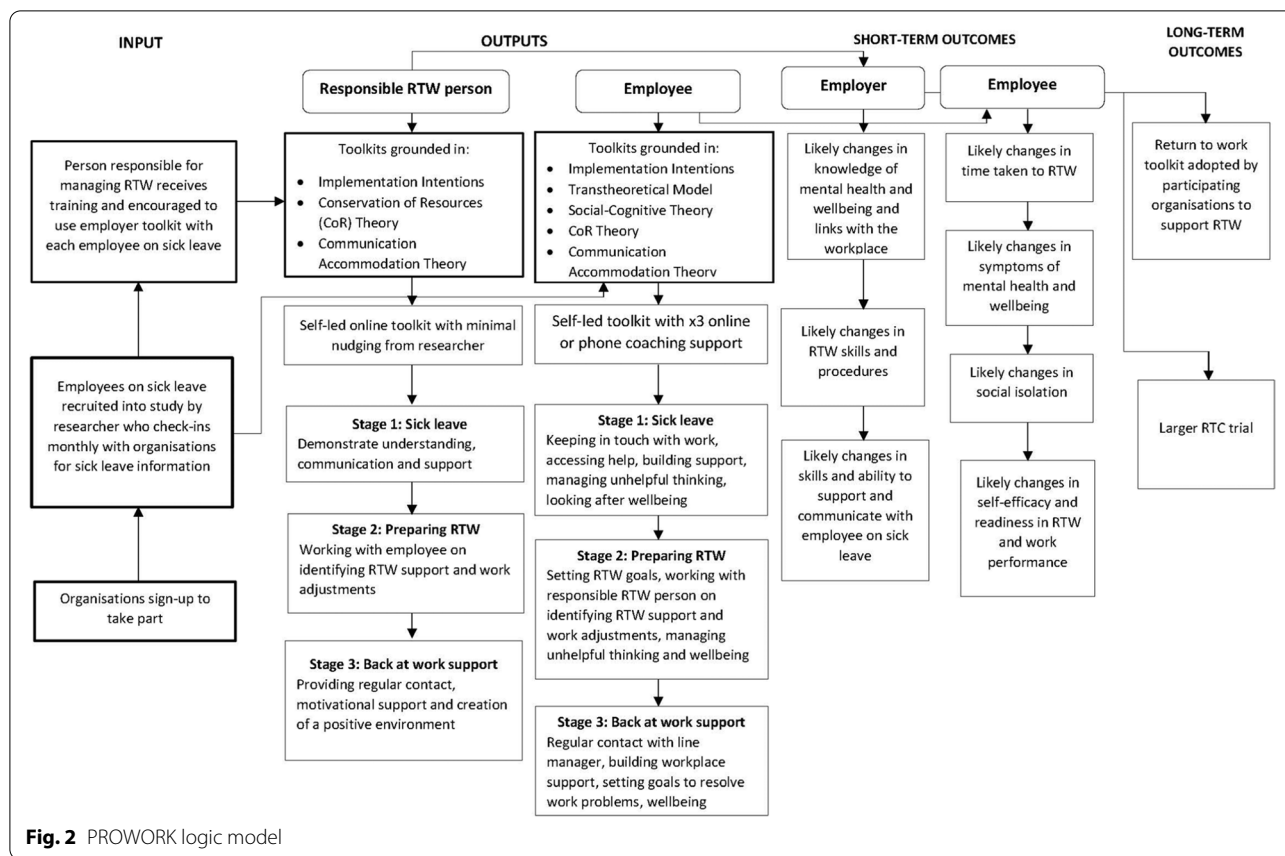 INPUT
OUTPUTS
SHORT-TERM OUTCOMES
LONG-TERM
OUTCOMES
Person responsible for
managing RTW receives
training and encouraged to
use employer toolkit with
each employee on sick leave
Employees on sick leave
recruited into study by
researcher who check-ins
monthly with organisations
for sick leave information
Organisations sign-up to
take part
Responsible RTW person
Toolkits grounded in:
• Implementation Intentions
• Conservation of Resources
(CoR) Theory
• Communication
Accommodation Theory
Self-led online toolkit with minimal
nudging from researcher
Stage 1: Sick leave
Demonstrate understanding,
communication and support
Stage 2: Preparing RTW
Working with employee on
identifying RTW support and work
adjustments
Stage 3: Back at work support
Providing regular contact,
motivational support and creation
of a positive environment
Employee
Toolkits grounded in:
• Implementation Intentions
• Transtheoretical Model
• Social-Cognitive Theory
• CoR Theory
• Communication
Accommodation Theory
Self-led toolkit with x3 online
or phone coaching support
Stage 1: Sick leave
Keeping in touch with work,
accessing help, building support,
managing unhelpful thinking,
looking after wellbeing
Stage 2: Preparing RTW
Setting RTW goals, working with
responsible RTW person on
identifying RTW support and
work adjustments, managing
unhelpful thinking and wellbeing
Stage 3: Back at work support
Regular contact with line
manager, building workplace
support, setting goals to resolve
work problems, wellbeing
Employer
Likely changes in
knowledge of
mental health and
wellbeing and
links with the
workplace
Likely changes in
RTW skills and
procedures
Likely changes in
skills and ability to
support and
communicate with
employee on sick
leave
Employee
Likely changes in
time taken to RTW
Likely changes in
symptoms of
mental health and
wellbeing
Likely changes in
social isolation
Likely changes in
self-efficacy and
readiness in RTW
and work
performance
Return to work
toolkit adopted by
participating
organisations to
support RTW
Larger RTC trial
Fig. 2 PROWORK logic model